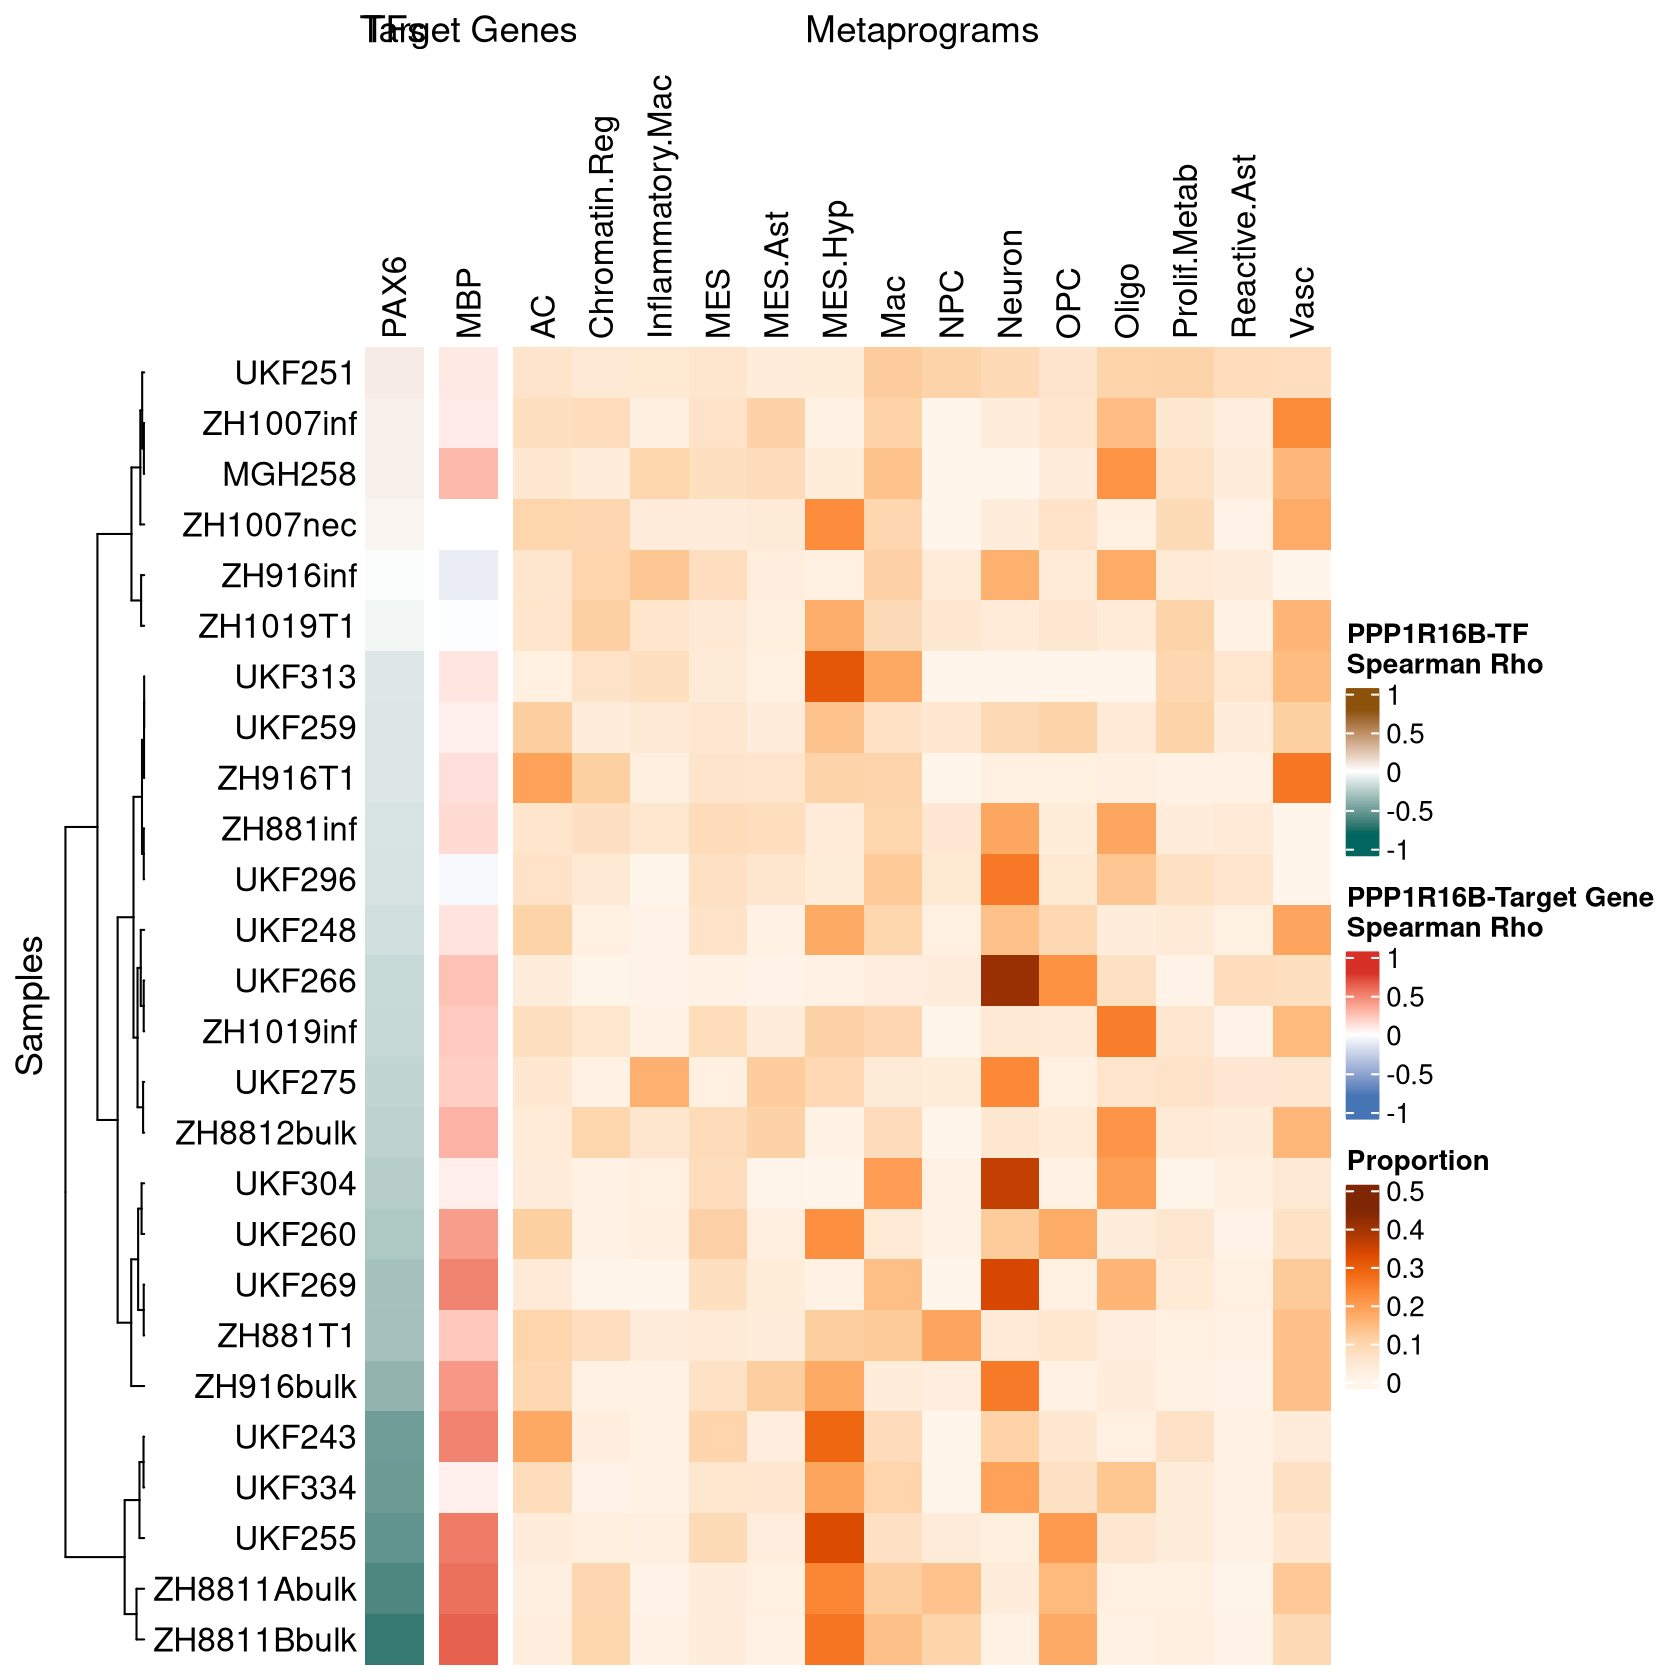 TFs
Target Genes
Metaprograms
PAX6
MBP
AC
Chromatin.Reg
Inflammatory.Mac
MES
MES.Ast
MES.Hyp
Mac
NPC
Neuron
OPC
Oligo
Prolif.Metab
Reactive.Ast
Vasc
Samples
UKF251
ZH1007inf
MGH258
ZH1007nec
ZH916inf
ZH1019T1
UKF313
UKF259
ZH916T1
ZH881inf
UKF296
UKF248
UKF266
ZH1019inf
UKF275
ZH8812bulk
UKF304
UKF260
UKF269
ZH881T1
ZH916bulk
UKF243
UKF334
UKF255
ZH8811Abulk
ZH8811Bbulk
PPP1R16B-TF
Spearman Rho
1
0.5
0
-0.5
-1
PPP1R16B-Target Gene
Spearman Rho
1
0.5
0
-0.5
-1
Proportion
0.5
0.4
0.3
0.2
0.1
0